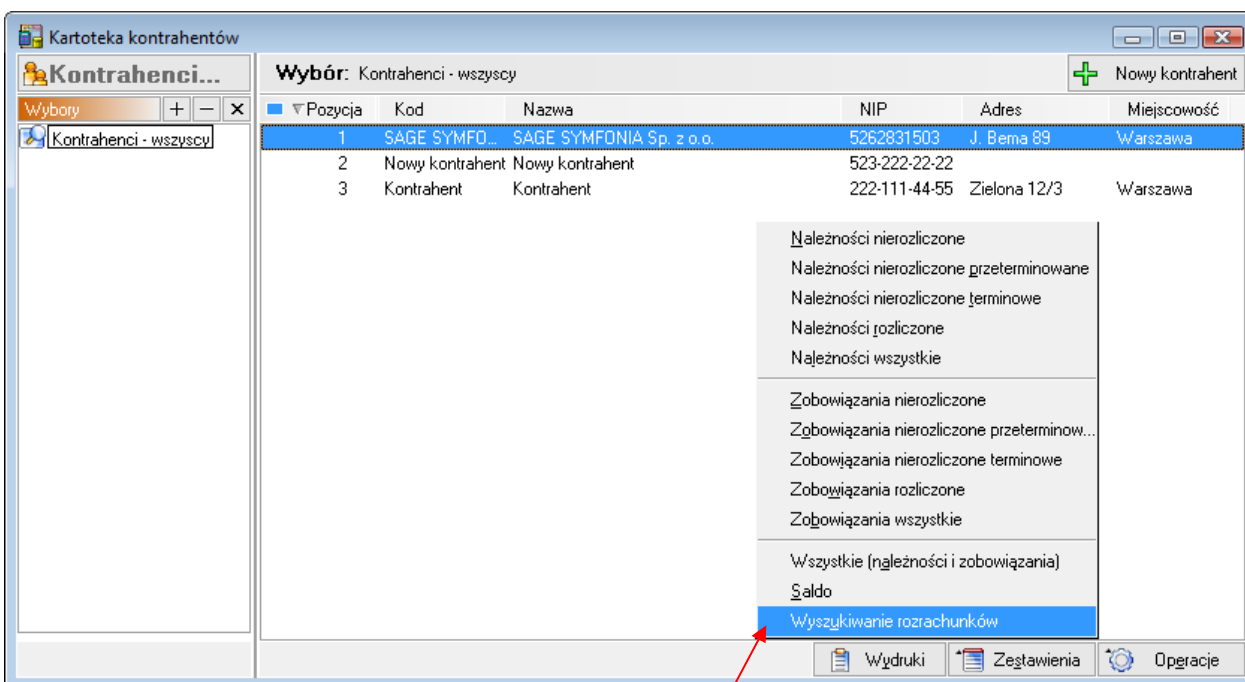 Kartoteka kontrahentów
Kontrahenci...
Wybór: Kontrahenci - wszyscy
Nowy kontrahent
Wybory
Pozycja Kod Nazwa NIP Adres Miejscowość
Kontrahenci - wszyscy
1 SAGE SYMFO... SAGE SYMFONIA Sp. z o.o. 5262831503 J. Bema 89 Warszawa
2 Nowy kontrahent Nowy kontrahent 523-222-22-22
3 Kontrahent Kontrahent 222-111-44-55 Zielona 12/3 Warszawa
Należności nierozliczone
Należności nierozliczone przeterminowane
Należności nierozliczone terminowe
Należności rozliczone
Należności wszystkie
Zobowiązania nierozliczone
Zobowiązania nierozliczone przeterminow...
Zobowiązania nierozliczone terminowe
Zobowiązania rozliczone
Zobowiązania wszystkie
Wszystkie (należności i zobowiązania)
Saldo
Wyszukiwanie rozrachunków
Wydruki Zestawienia Operacje